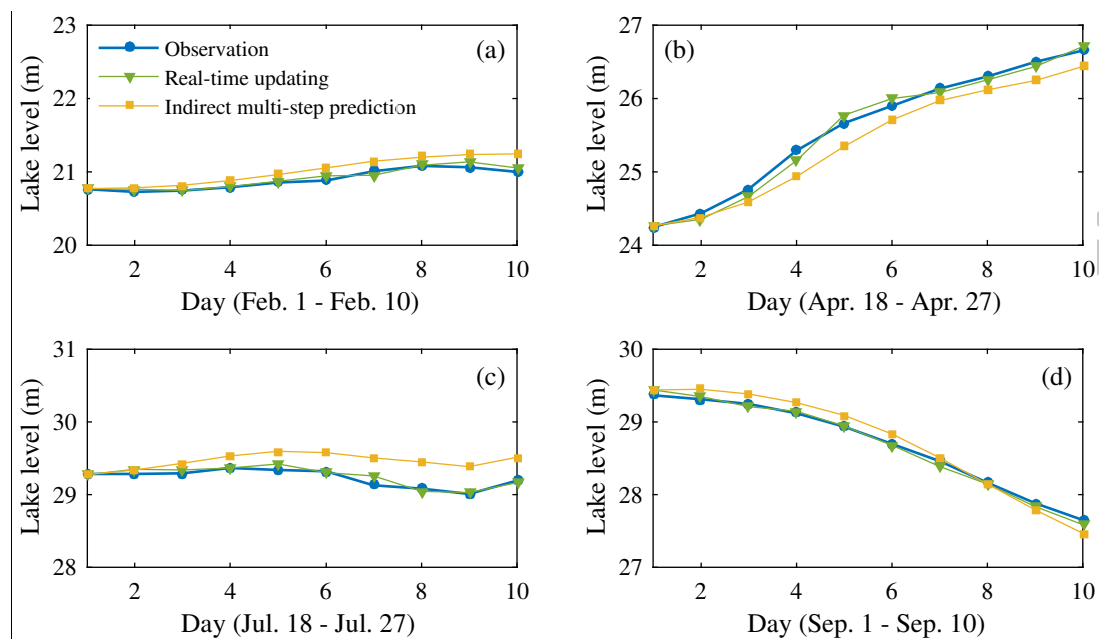 23
22
21
20
Lake level (m)
Observation
Real-time updating
Indirect multi-step prediction
(a)
2 4 6 8 10
Day (Feb. 1 - Feb. 10)
27
26
25
24
Lake level (m)
(b)
2 4 6 8 10
Day (Apr. 18 - Apr. 27)
31
30
29
28
Lake level (m)
(c)
2 4 6 8 10
Day (Jul. 18 - Jul. 27)
30
29
28
27
Lake level (m)
(d)
2 4 6 8 10
Day (Sep. 1 - Sep. 10)